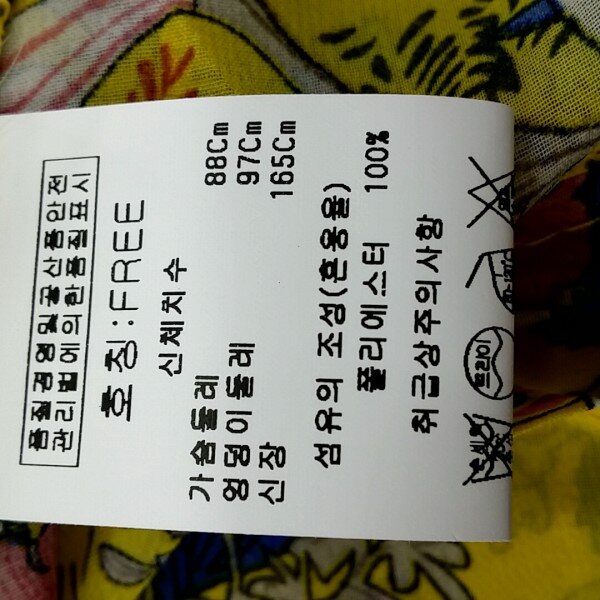 품질경영및공산품안전
관리법에의한품질표시
호칭:FREE
신체치수
가슴둘레 88Cm
엉덩이둘레 97Cm
신장 165Cm
섬유의 조성(혼용율)
폴리에스터 100%
취급상주의사항
드라이